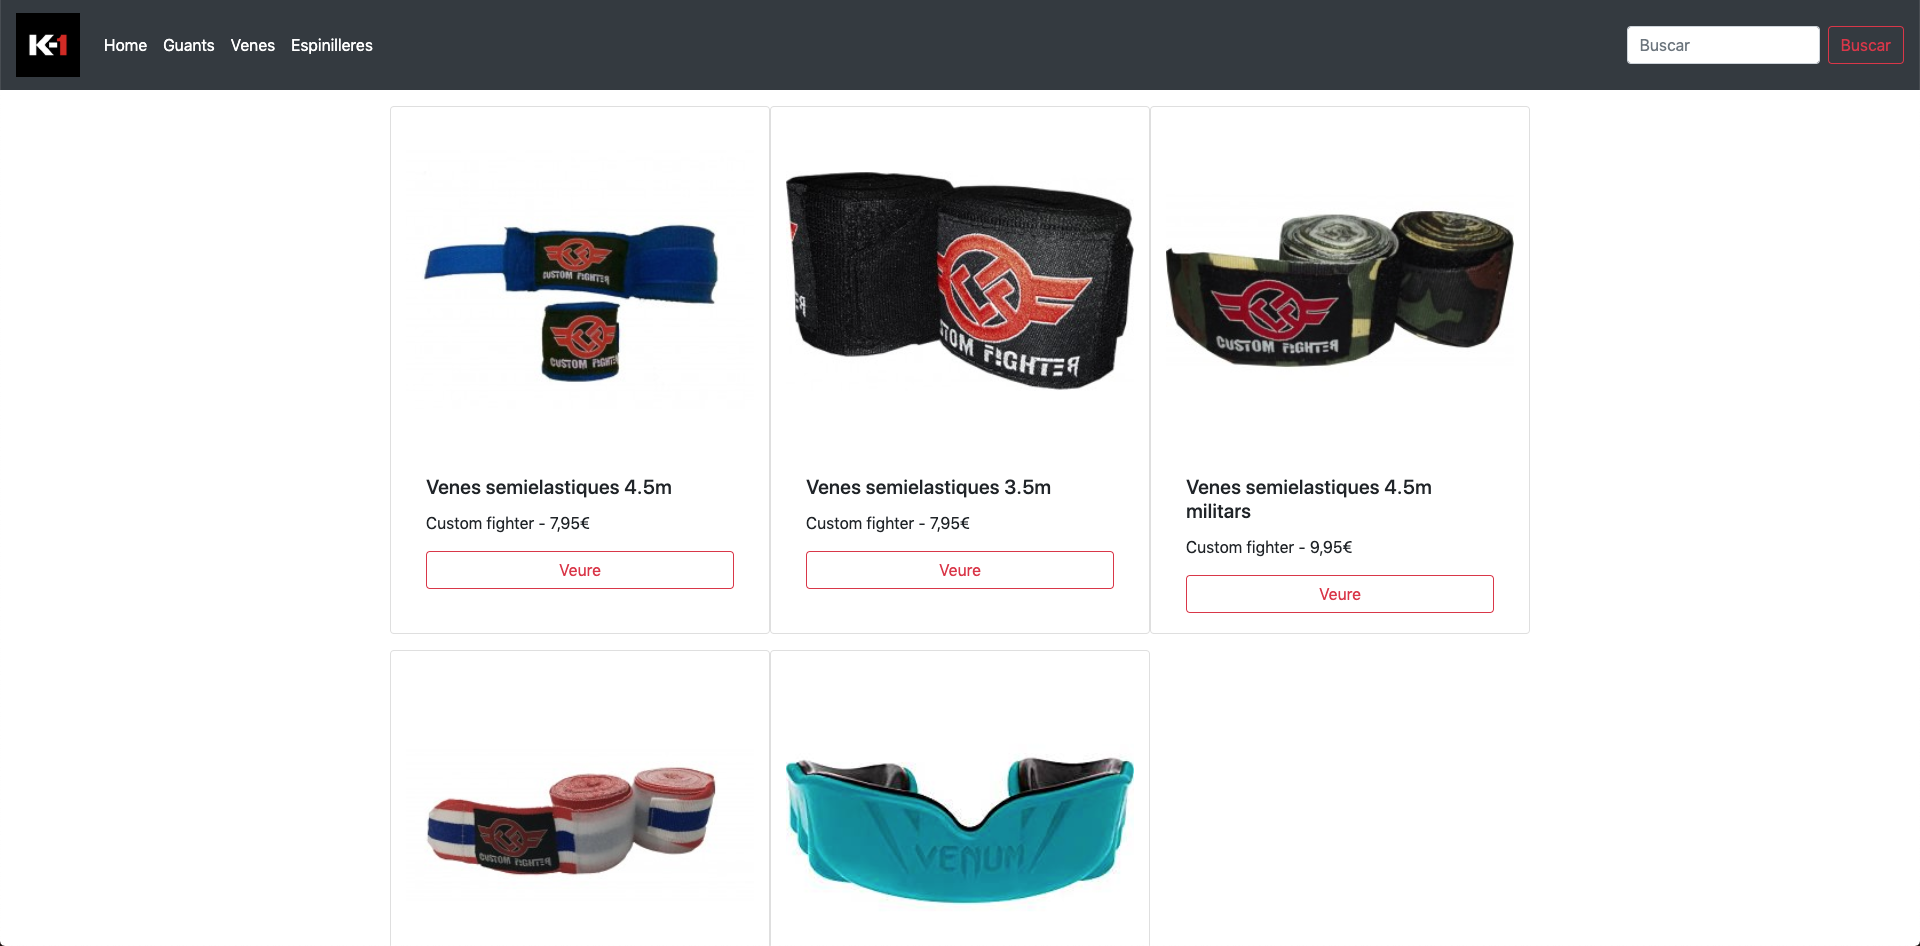 K-1
Home Guants Venes Espinilleres
Buscar Buscar
CUSTOM FIGHTER
CUSTOM FIGHTER
STOM FIGHTER
ER
CUSTOM FIGHTER
Venes semielastiques 4.5m
Custom fighter - 7,95€
Veure
Venes semielastiques 3.5m
Custom fighter - 7,95€
Veure
Venes semielastiques 4.5m
militars
Custom fighter - 9,95€
Veure
CUSTOM FIGHTER
VENUM